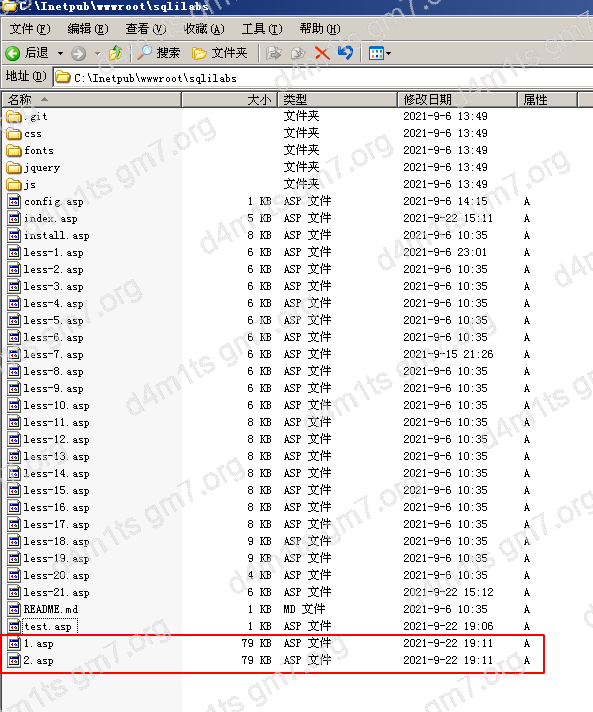 C:\Inetpub\wwwroot\sqlilabs
文件(F) 编辑(E) 查看(V) 收藏(A) 工具(T) 帮助(H)
后退 搜索 文件夹
地址(D) C:\Inetpub\wwwroot\sqlilabs
名称 大小 类型 修改日期 属性
.git 文件夹 2021-9-6 13:49
css 文件夹 2021-9-6 13:49
fonts 文件夹 2021-9-6 13:49
jquery 文件夹 2021-9-6 13:49
js 文件夹 2021-9-6 13:49
config.asp 1 KB ASP 文件 2021-9-6 14:15 A
index.asp 5 KB ASP 文件 2021-9-22 15:11 A
install.asp 8 KB ASP 文件 2021-9-6 10:35 A
less-1.asp 6 KB ASP 文件 2021-9-6 23:01 A
less-2.asp 6 KB ASP 文件 2021-9-6 10:35 A
less-3.asp 6 KB ASP 文件 2021-9-6 10:35 A
less-4.asp 6 KB ASP 文件 2021-9-6 10:35 A
less-5.asp 6 KB ASP 文件 2021-9-6 10:35 A
less-6.asp 6 KB ASP 文件 2021-9-6 10:35 A
less-7.asp 6 KB ASP 文件 2021-9-15 21:26 A
less-8.asp 6 KB ASP 文件 2021-9-6 10:35 A
less-9.asp 6 KB ASP 文件 2021-9-6 10:35 A
less-10.asp 6 KB ASP 文件 2021-9-6 10:35 A
less-11.asp 8 KB ASP 文件 2021-9-6 10:35 A
less-12.asp 8 KB ASP 文件 2021-9-6 10:35 A
less-13.asp 8 KB ASP 文件 2021-9-6 10:35 A
less-14.asp 8 KB ASP 文件 2021-9-6 10:35 A
less-15.asp 8 KB ASP 文件 2021-9-6 10:35 A
less-16.asp 8 KB ASP 文件 2021-9-6 10:35 A
less-17.asp 8 KB ASP 文件 2021-9-6 10:35 A
less-18.asp 9 KB ASP 文件 2021-9-6 10:35 A
less-19.asp 9 KB ASP 文件 2021-9-6 10:35 A
less-20.asp 4 KB ASP 文件 2021-9-6 10:35 A
less-21.asp 6 KB ASP 文件 2021-9-22 15:12 A
README.md 1 KB MD 文件 2021-9-6 10:35 A
test.asp 1 KB ASP 文件 2021-9-22 19:06 A
1.asp 79 KB ASP 文件 2021-9-22 19:11 A
2.asp 79 KB ASP 文件 2021-9-22 19:11 A
d4m1ts gm7.org